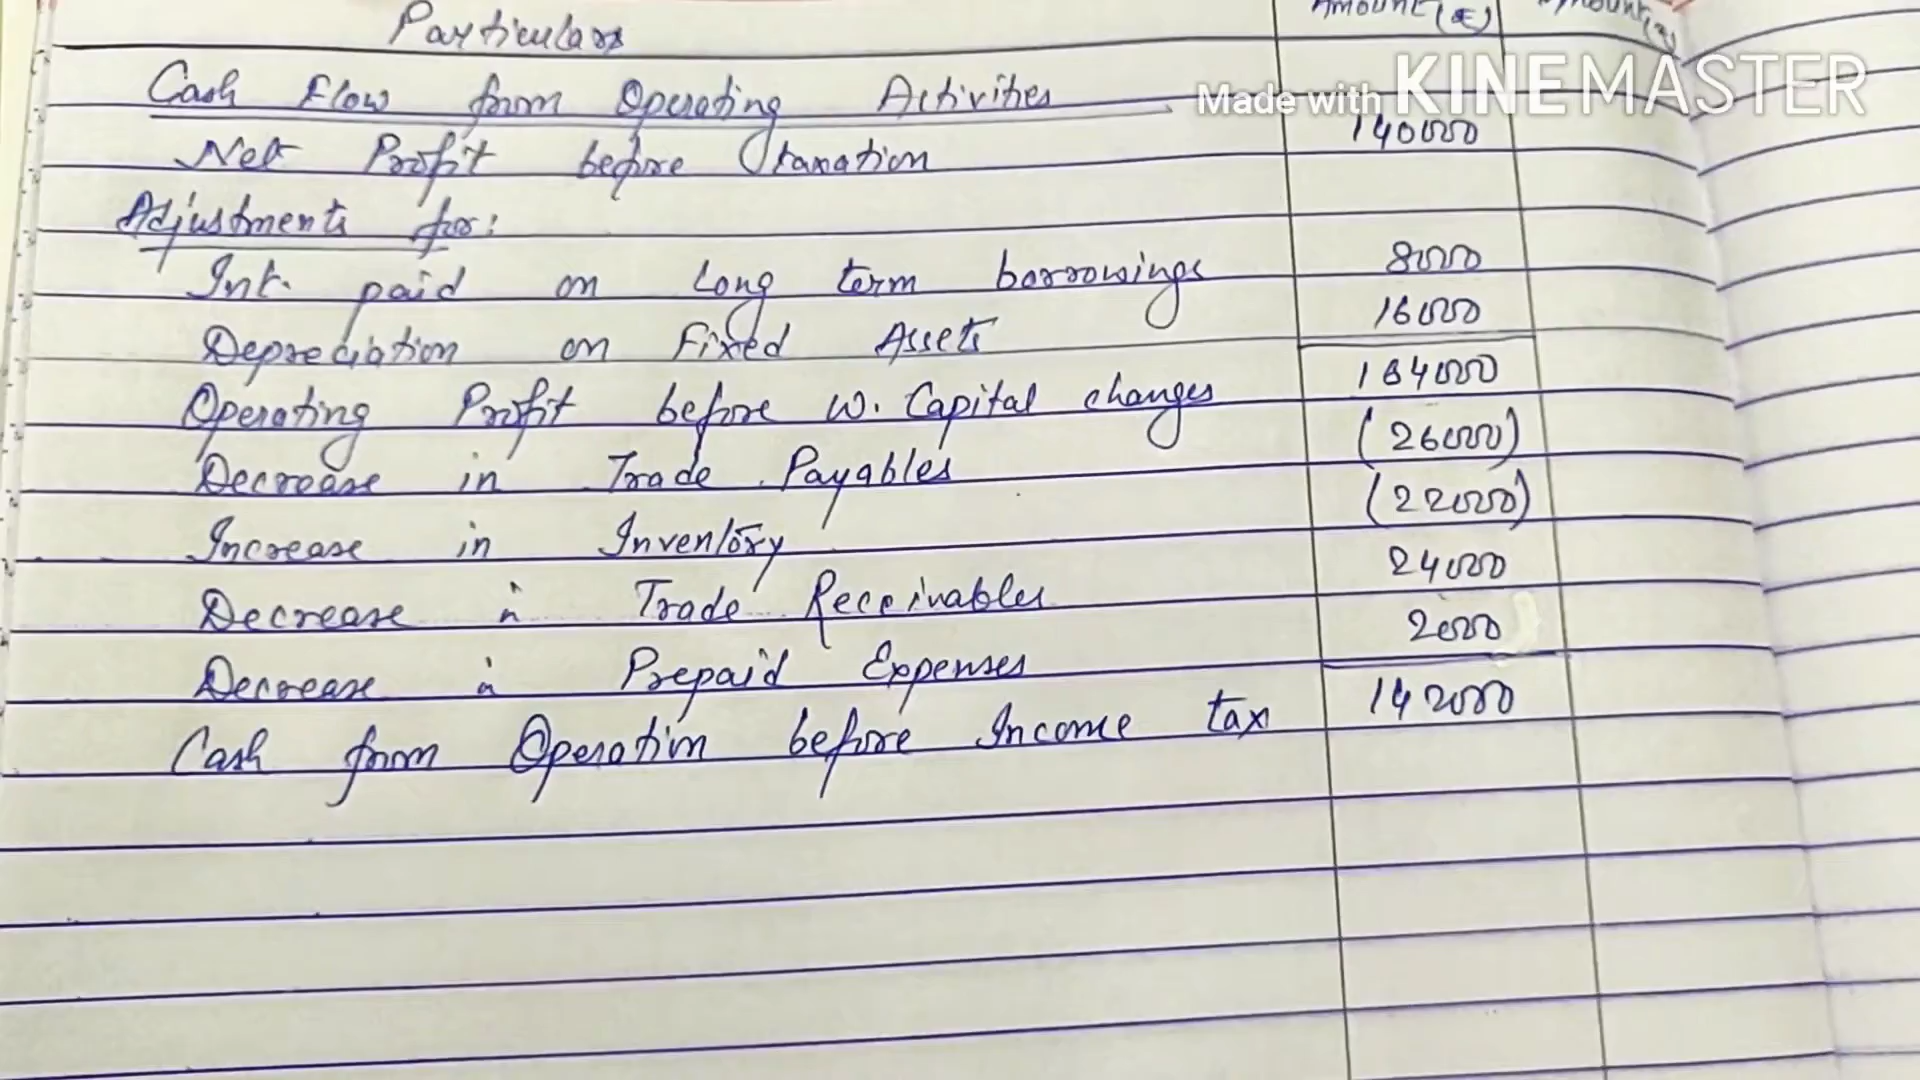 Particulars Amount (₹) Amount (₹)
Made with KINEMASTER
Cash Flow from Operating Activities
Net Profit before taxation 140000
Adjustments for:
Int. paid on Long term borrowings 8000
Depreciation on Fixed Assets 16000
Operating Profit before W. Capital changes 164000
Decrease in Trade Payables (26000)
Increase in Inventory (22000)
Decrease in Trade Receivables 24000
Decrease in Prepaid Expenses 2000
Cash from Operation before Income tax 142000